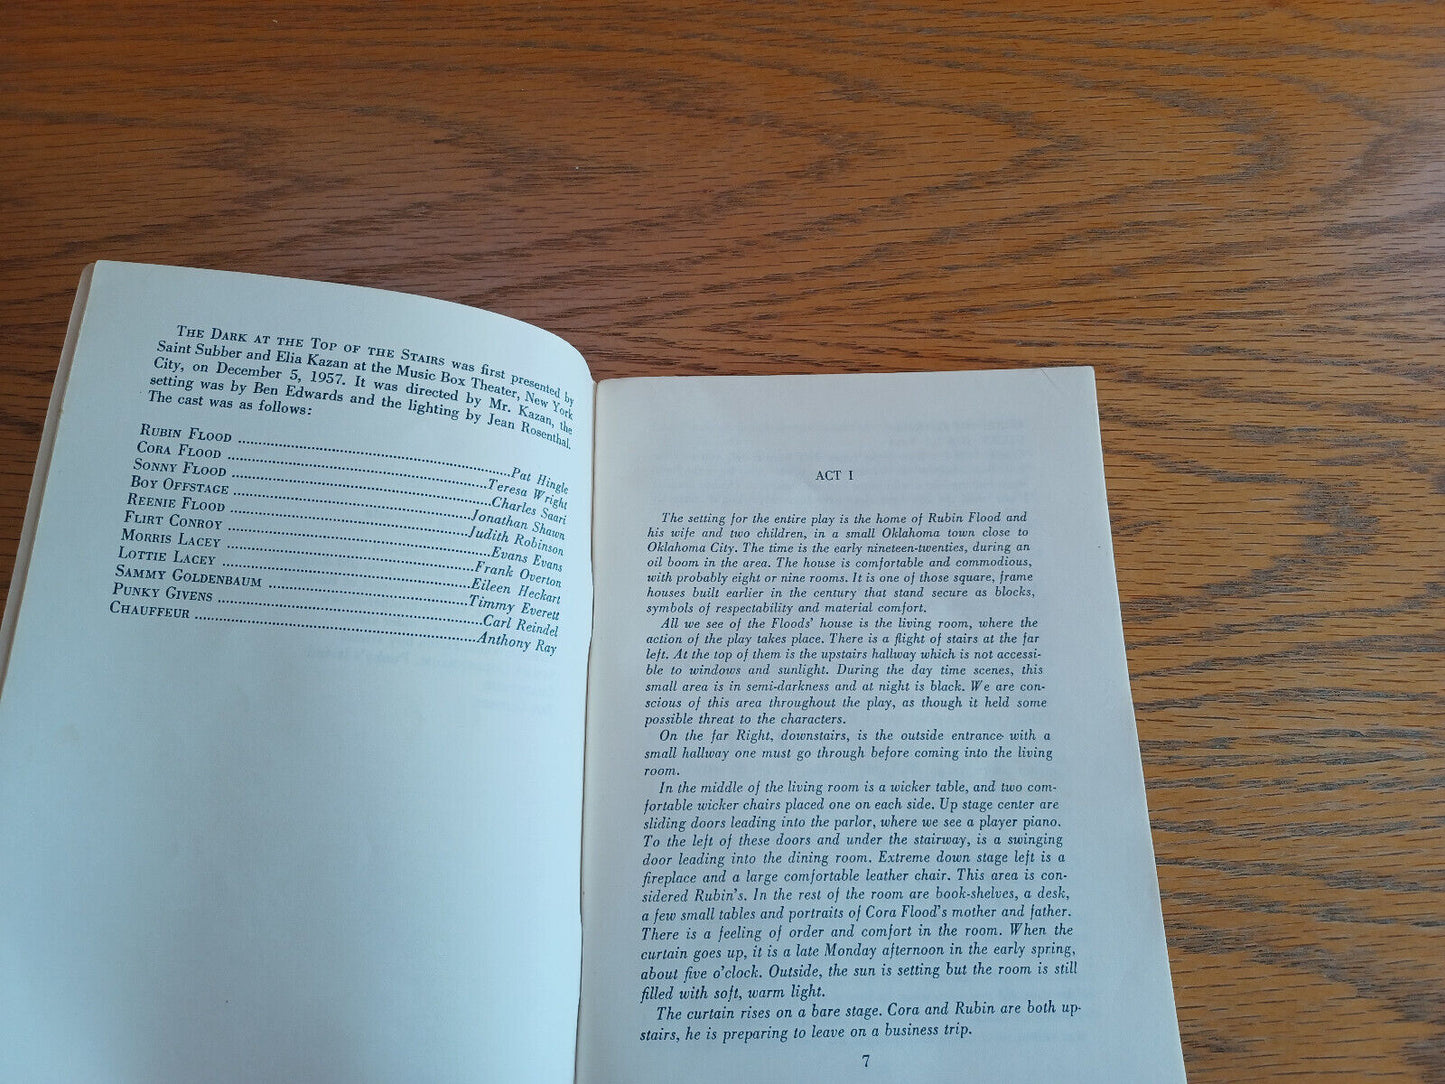 THE DARK AT THE TOP OF THE STAIRS was first presented by
Saint Subber and Elia Kazan at the Music Box Theater, New York
City, on December 5, 1957. It was directed by Mr. Kazan, the
setting was by Ben Edwards and the lighting by Jean Rosenthal.
The cast was as follows:
RUBIN FLOOD ........ Pat Hingle
CORA FLOOD ........ Teresa Wright
SONNY FLOOD ........ Charles Saari
BOY OFFSTAGE ........ Jonathan Shawn
REENIE FLOOD ........ Judith Robinson
FLIRT CONROY ........ Evans Evans
MORRIS LACEY ........ Frank Overton
LOTTIE LACEY ........ Eileen Heckart
SAMMY GOLDENBAUM ........ Timmy Everett
PUNKY GIVENS ........ Carl Reindel
CHAUFFEUR ........ Anthony Ray
ACT I
The setting for the entire play is the home of Rubin Flood and
his wife and two children, in a small Oklahoma town close to
Oklahoma City. The time is the early nineteen-twenties, during an
oil boom in the area. The house is comfortable and commodious,
with probably eight or nine rooms. It is one of those square, frame
houses built earlier in the century that stand secure as blocks,
symbols of respectability and material comfort.
All we see of the Floods' house is the living room, where the
action of the play takes place. There is a flight of stairs at the far
left. At the top of them is the upstairs hallway which is not accessi-
ble to windows and sunlight. During the day time scenes, this
small area is in semi-darkness and at night is black. We are con-
scious of this area throughout the play, as though it held some
possible threat to the characters.
On the far Right, downstairs, is the outside entrance with a
small hallway one must go through before coming into the living
room.
In the middle of the living room is a wicker table, and two com-
fortable wicker chairs placed one on each side. Up stage center are
sliding doors leading into the parlor, where we see a player piano.
To the left of these doors and under the stairway, is a swinging
door leading into the dining room. Extreme down stage left is a
fireplace and a large comfortable leather chair. This area is con-
sidered Rubin's. In the rest of the room are book-shelves, a desk,
a few small tables and portraits of Cora Flood's mother and father.
There is a feeling of order and comfort in the room. When the
curtain goes up, it is a late Monday afternoon in the early spring,
about five o'clock. Outside, the sun is setting but the room is still
filled with soft, warm light.
The curtain rises on a bare stage. Cora and Rubin are both up-
stairs, he is preparing to leave on a business trip.
7